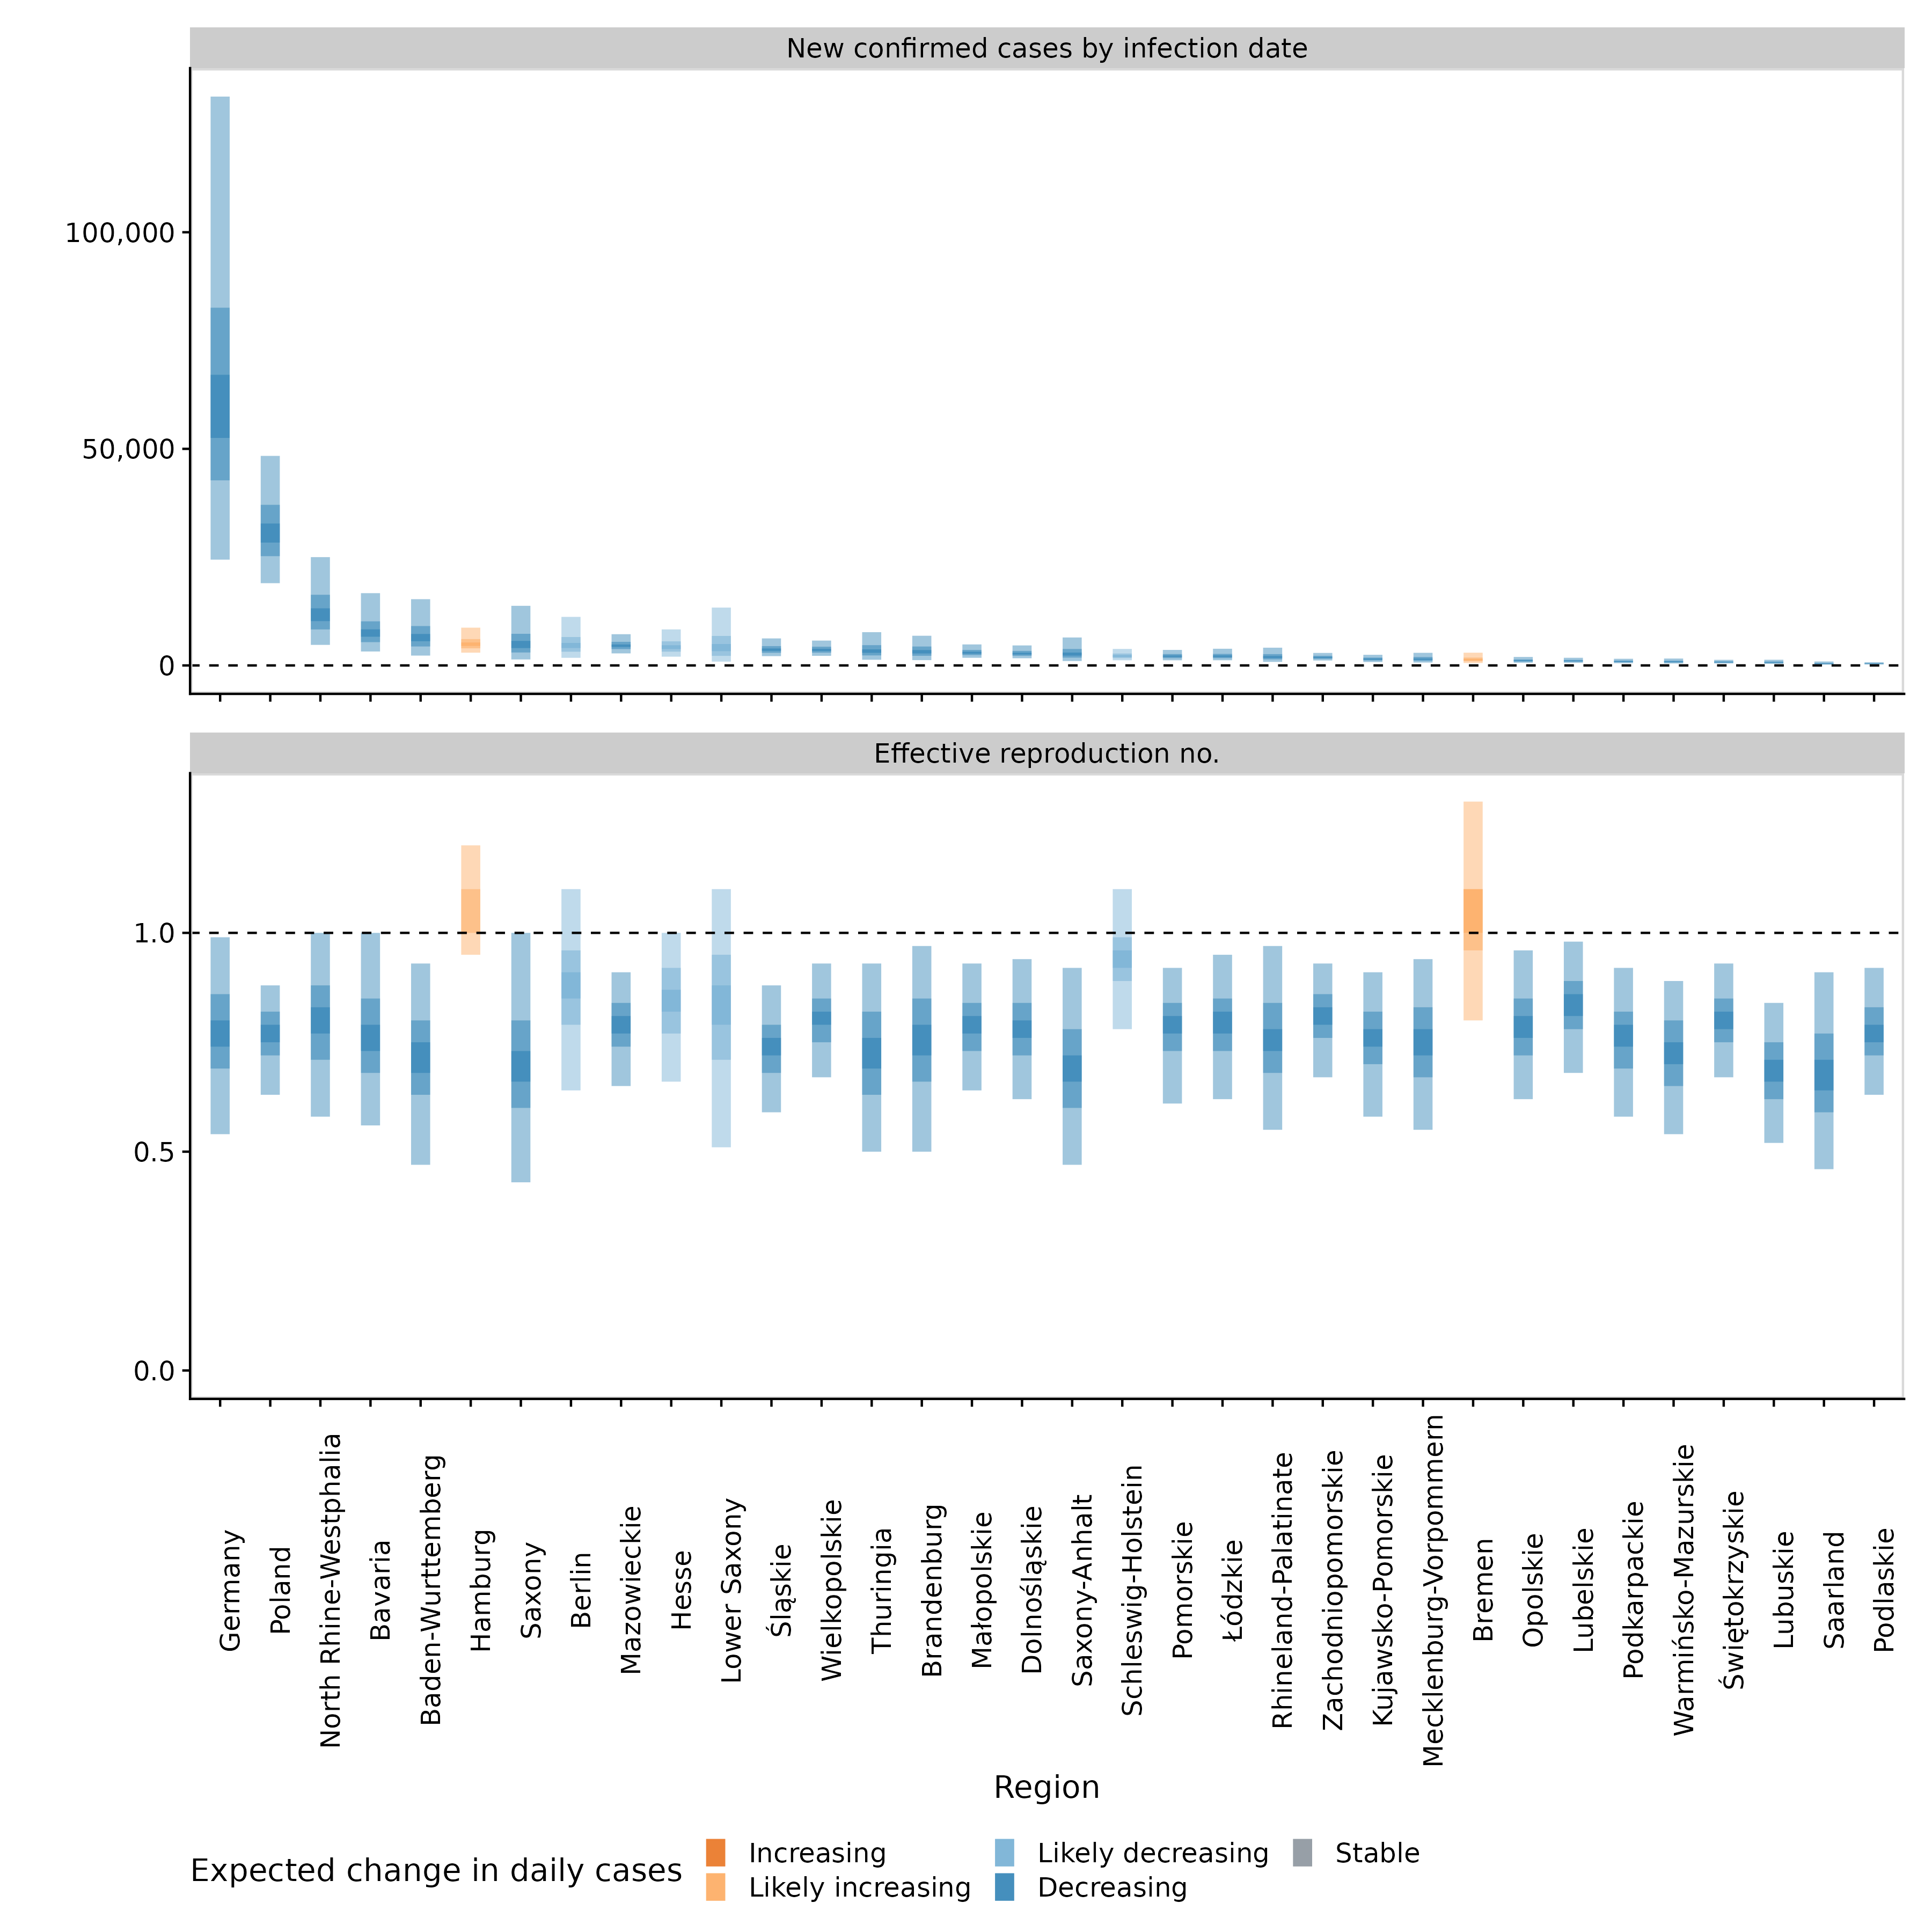 New confirmed cases by infection date
100,000
50,000
0
Effective reproduction no.
1.0
0.5
0.0
Germany
Poland
North Rhine-Westphalia
Bavaria
Baden-Wurttemberg
Hamburg
Saxony
Berlin
Mazowieckie
Hesse
Lower Saxony
Śląskie
Wielkopolskie
Thuringia
Brandenburg
Małopolskie
Dolnośląskie
Saxony-Anhalt
Schleswig-Holstein
Pomorskie
Łódzkie
Rhineland-Palatinate
Zachodniopomorskie
Kujawsko-Pomorskie
Mecklenburg-Vorpommern
Bremen
Opolskie
Lubelskie
Podkarpackie
Warmińsko-Mazurskie
Świętokrzyskie
Lubuskie
Saarland
Podlaskie
Region
Expected change in daily cases
Increasing
Likely increasing
Likely decreasing
Decreasing
Stable